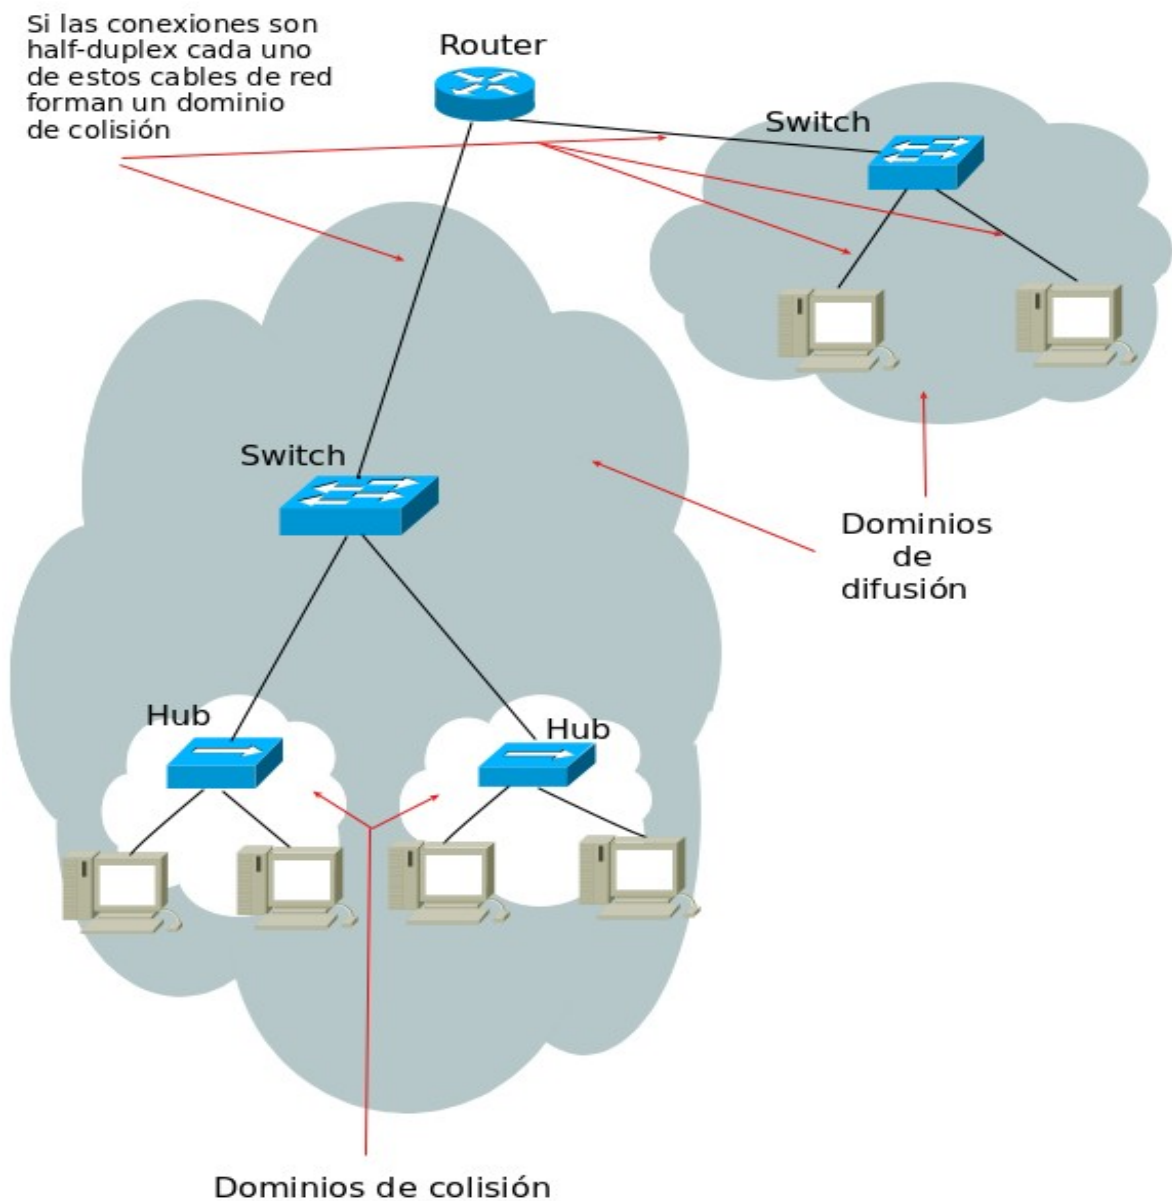 Si las conexiones son
half-duplex cada uno
de estos cables de red
forman un dominio
de colisión
Router
Switch
Switch
Dominios
de
difusión
Hub
Hub
Dominios de colisión